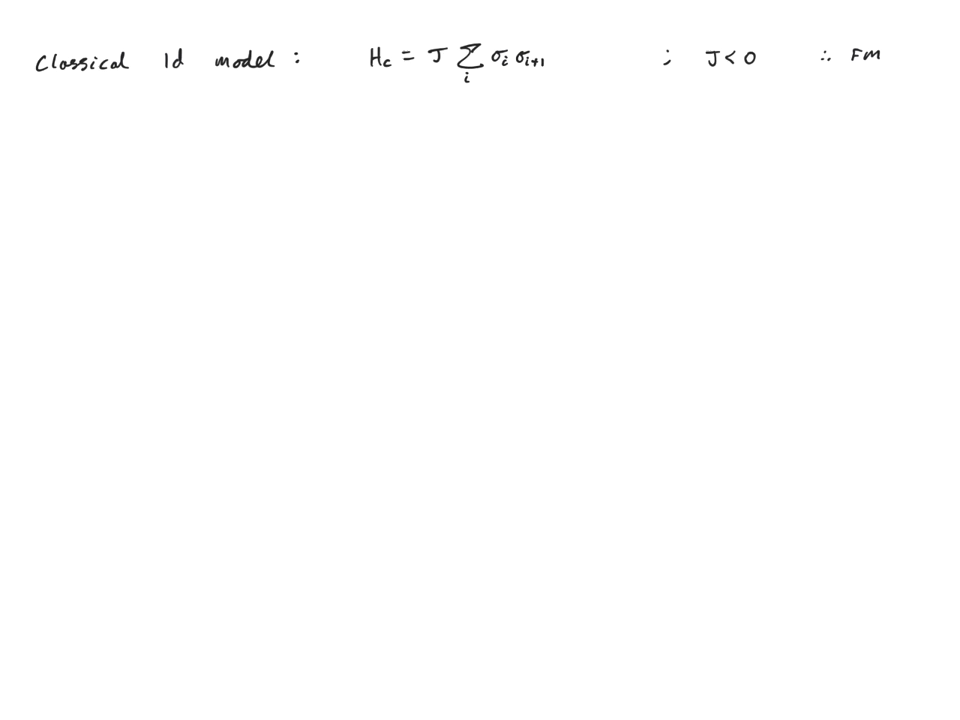 Classical 1d model : H_c = J ∑_i σ_i σ_{i+1} ; J < 0 ∴ FM